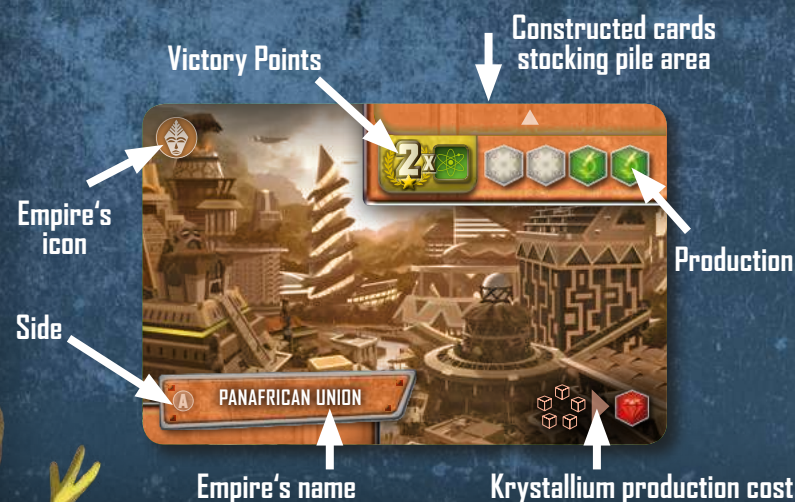 Constructed cards
stocking pile area
Victory Points
2x
Empire‘s
icon
Production
Side
A PANAFRICAN UNION
Empire‘s name
Krystallium production cost